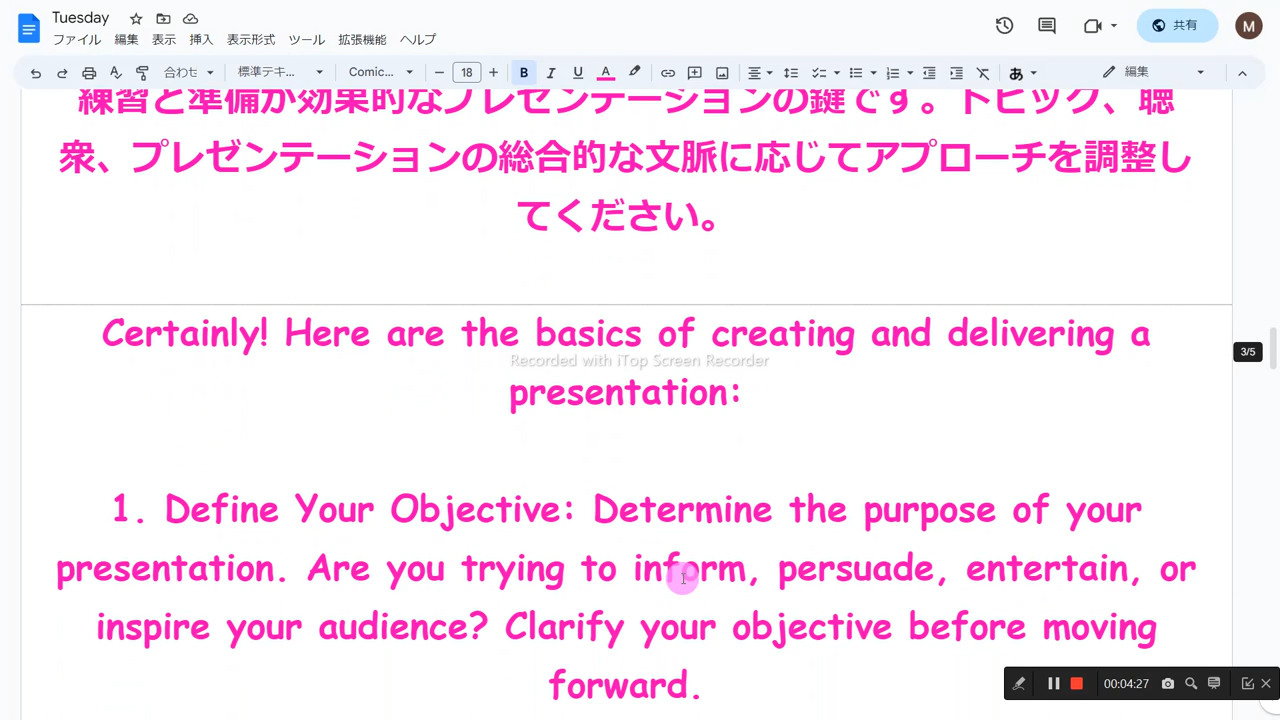 Tuesday
ファイル 編集 表示 挿入 表示形式 ツール 拡張機能 ヘルプ
共有
M
合わせ 標準テキ... Comic... 18 B I U A あ 編集
練習と準備が効果的なプレゼンテーションの鍵です。トピック、聴
衆、プレゼンテーションの総合的な文脈に応じてアプローチを調整し
てください。
Certainly! Here are the basics of creating and delivering a
Recorded with iTop Screen Recorder
3/5
presentation:
1. Define Your Objective: Determine the purpose of your
presentation. Are you trying to inform, persuade, entertain, or
inspire your audience? Clarify your objective before moving
forward.
00:04:27